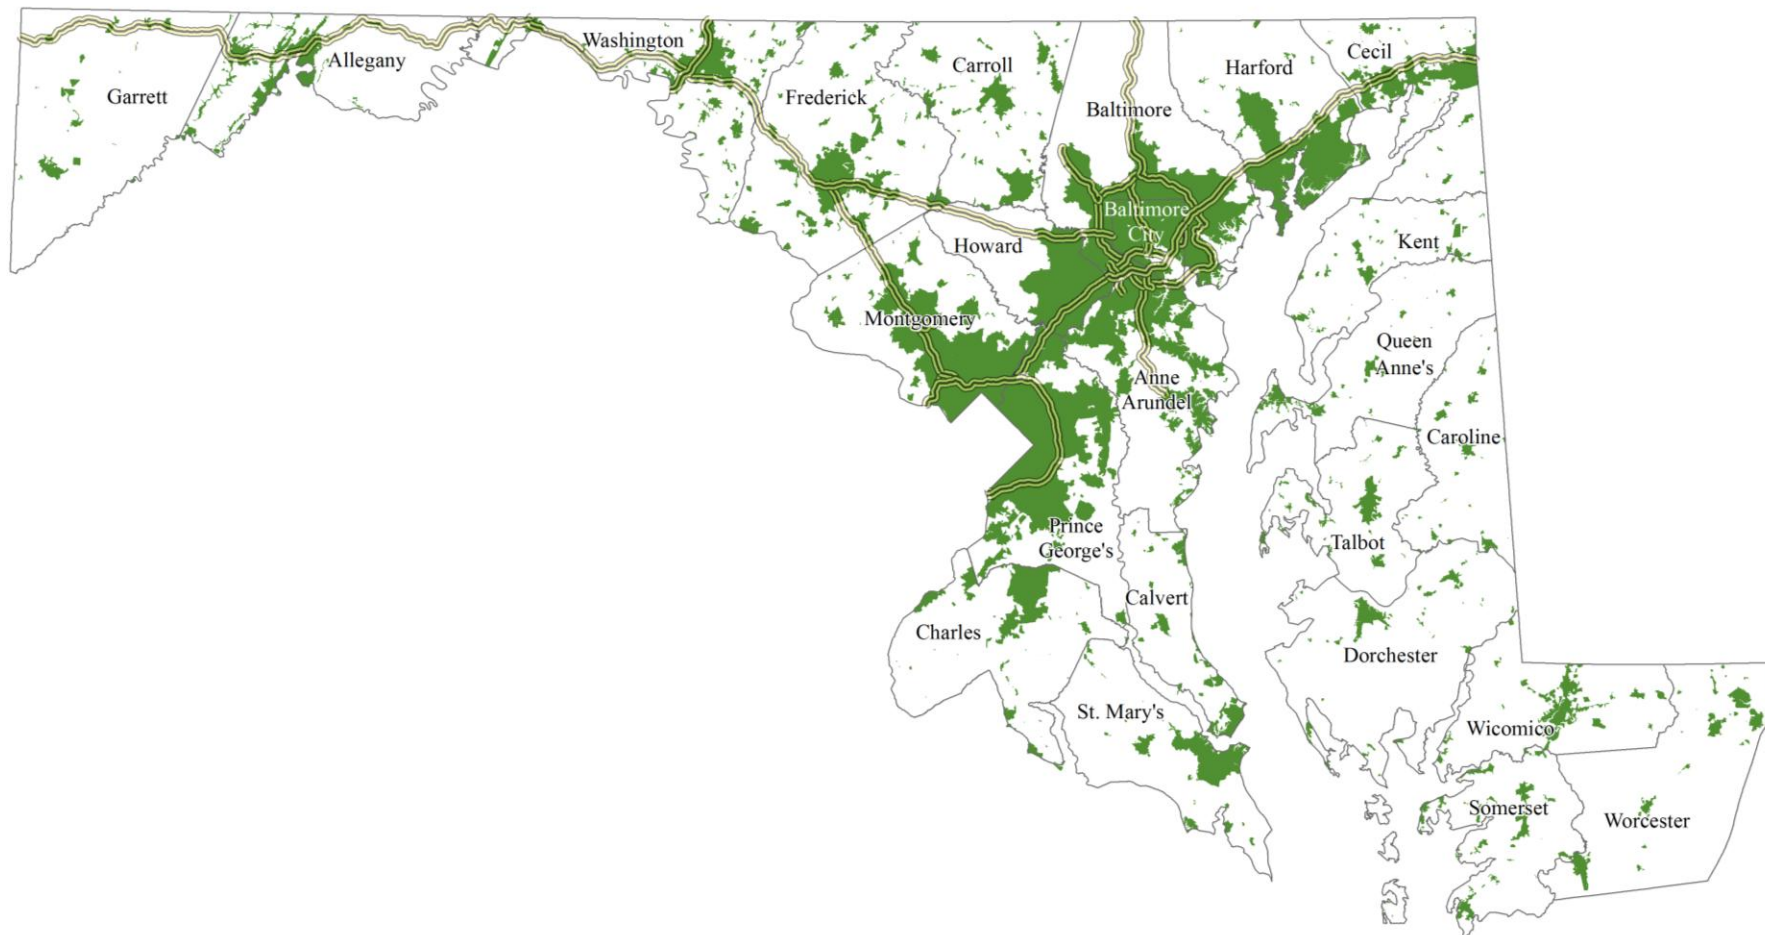 Washington
Cecil
Allegany
Carroll
Harford
Garrett
Frederick
Baltimore
Baltimore
City
Howard
Kent
Montgomery
Queen
Anne's
Anne
Arundel
Caroline
Prince
George's
Talbot
Calvert
Charles
Dorchester
St. Mary's
Wicomico
Somerset
Worcester